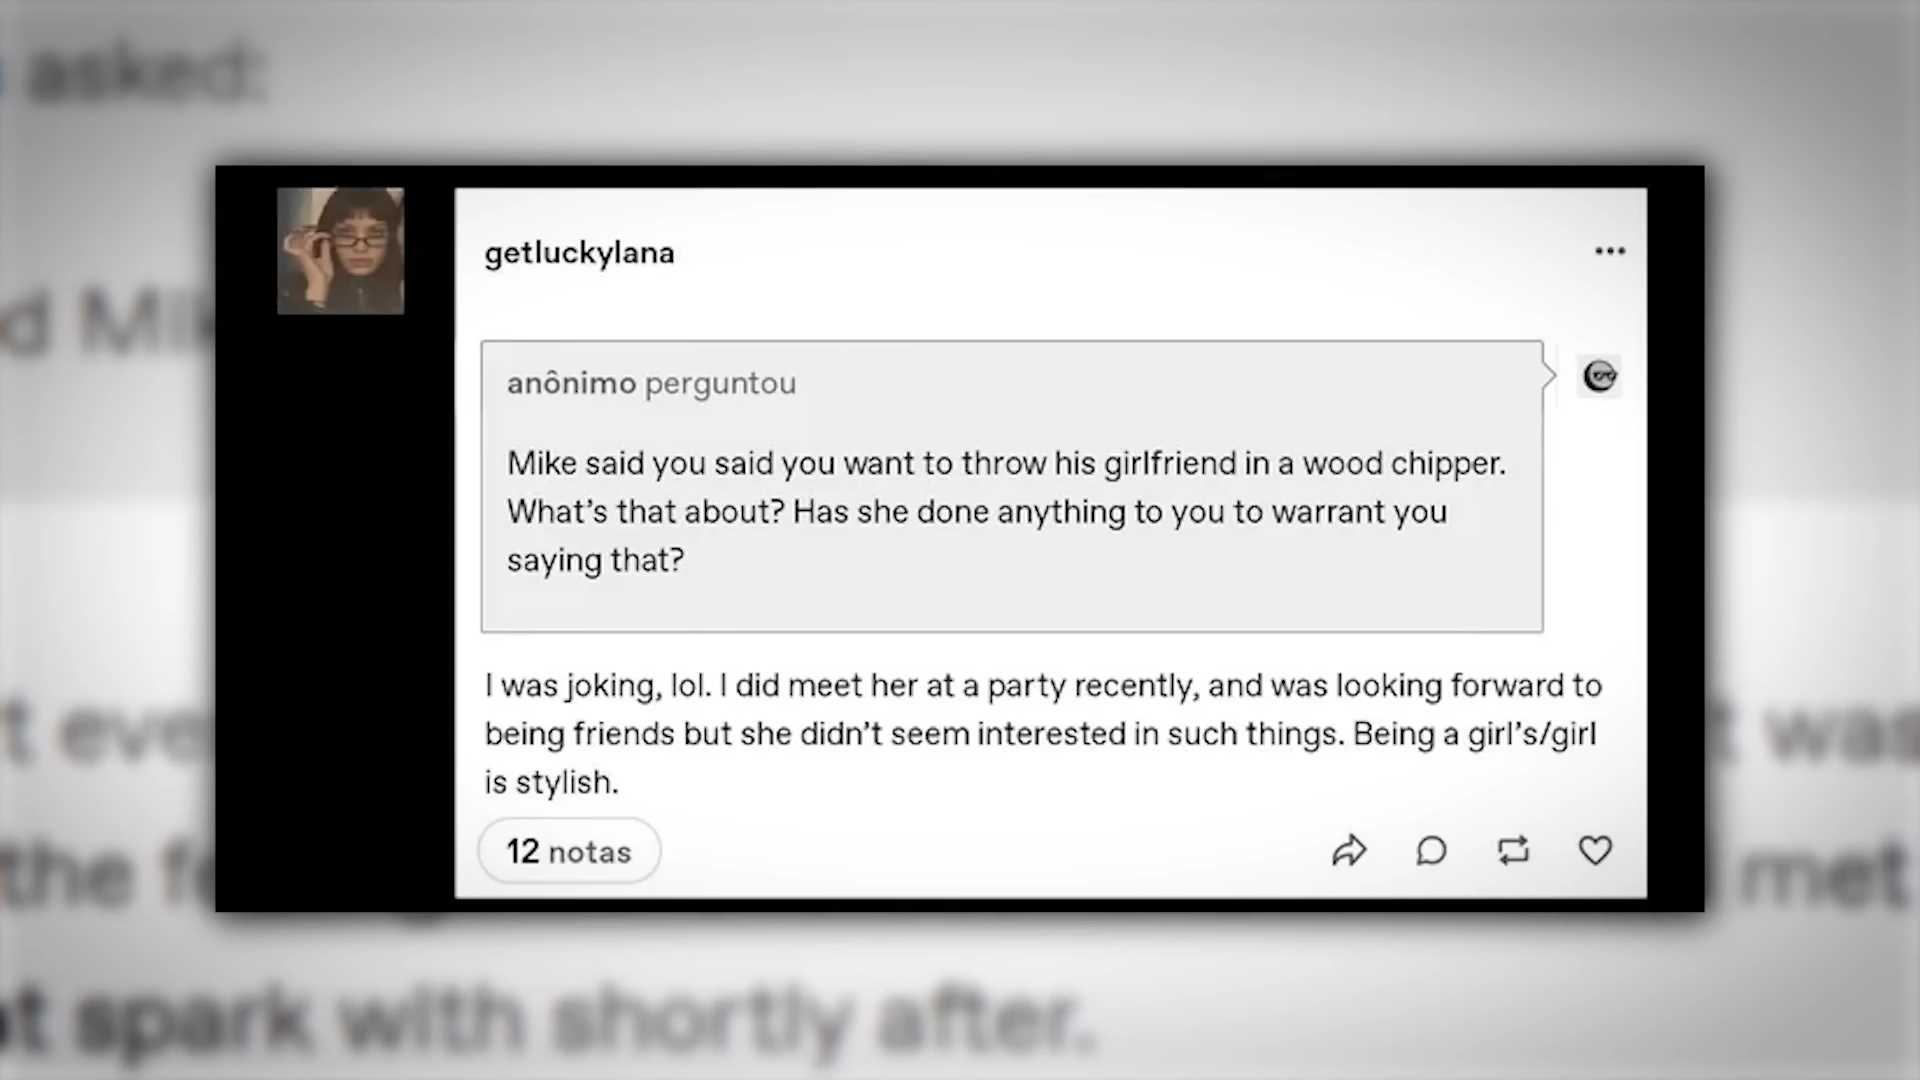 asked:
getluckylana
anônimo perguntou
Mike said you said you want to throw his girlfriend in a wood chipper.
What's that about? Has she done anything to you to warrant you
saying that?
I was joking, lol. I did meet her at a party recently, and was looking forward to
being friends but she didn't seem interested in such things. Being a girl's/girl
is stylish.
12 notas
the
met
spark with shortly after.